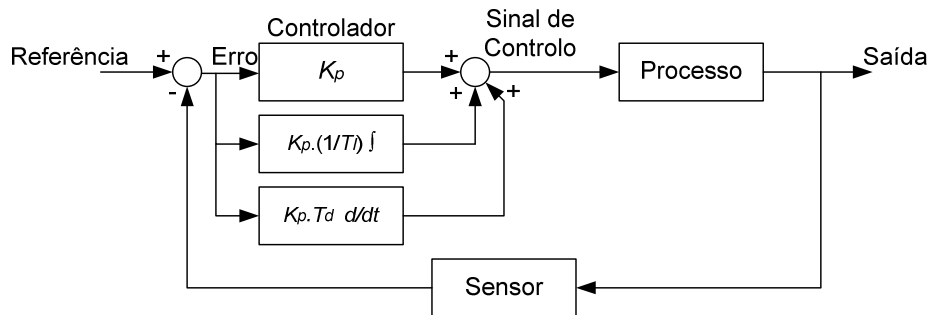 Controlador
Sinal de
Controlo
Referência
+
Erro
-
Kp
+
+
+
Processo
Saída
Kp.(1/Ti) ∫
Kp.Td d/dt
Sensor